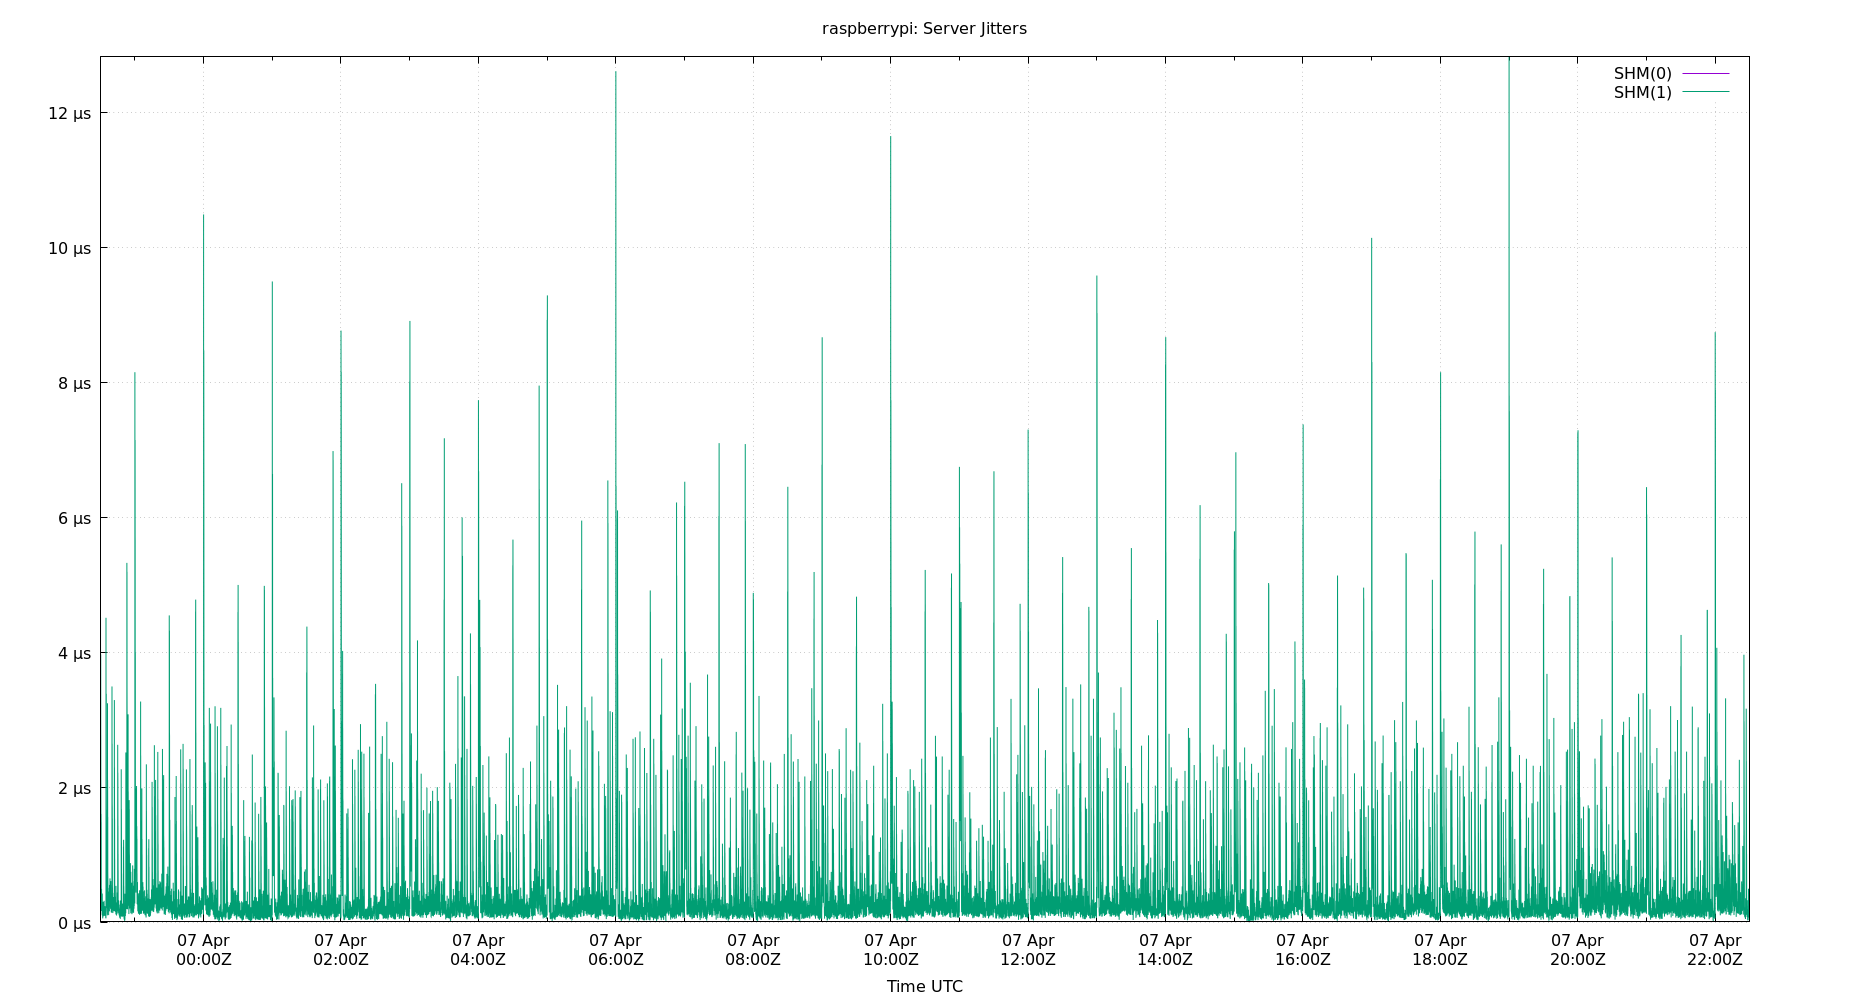 raspberrypi: Server Jitters
SHM(0)
SHM(1)
12 µs
10 µs
8 µs
6 µs
4 µs
2 µs
0 µs
07 Apr 07 Apr 07 Apr 07 Apr 07 Apr 07 Apr 07 Apr 07 Apr 07 Apr 07 Apr 07 Apr 07 Apr
00:00Z 02:00Z 04:00Z 06:00Z 08:00Z 10:00Z 12:00Z 14:00Z 16:00Z 18:00Z 20:00Z 22:00Z
Time UTC